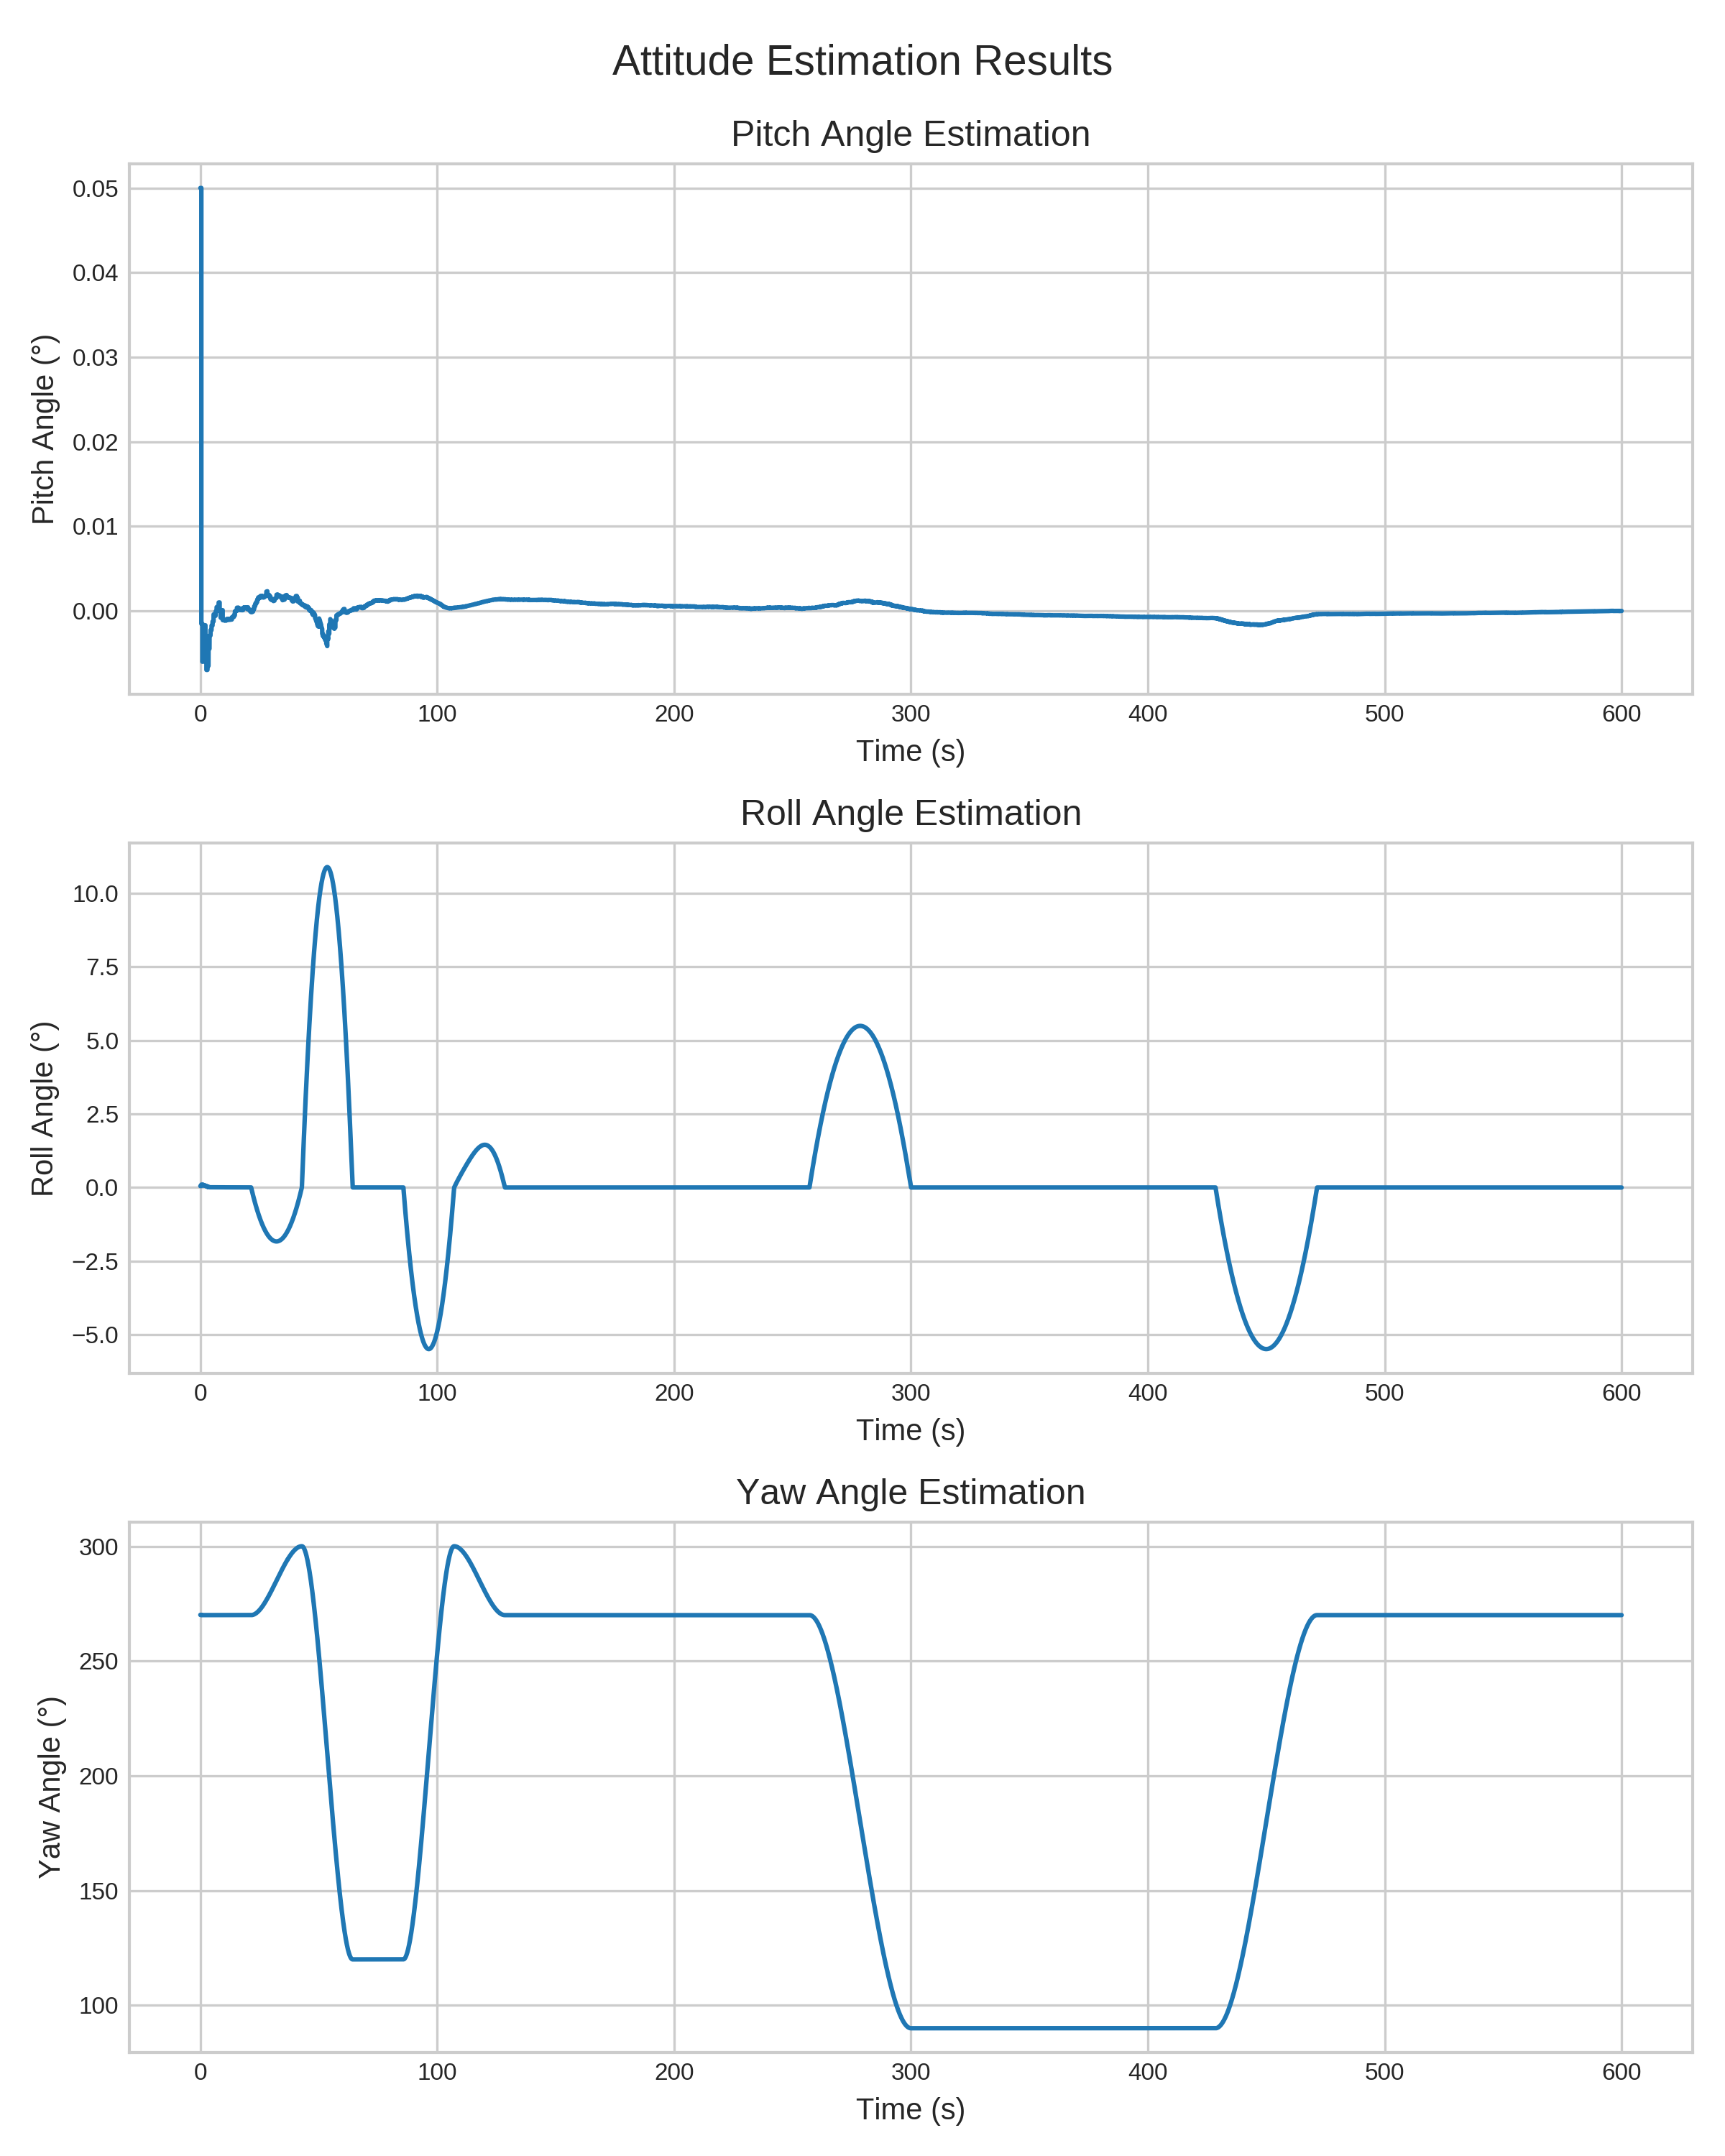 Attitude Estimation Results
Pitch Angle Estimation
Pitch Angle (°)
0.05
0.04
0.03
0.02
0.01
0.00
0 100 200 300 400 500 600
Time (s)
Roll Angle Estimation
Roll Angle (°)
10.0
7.5
5.0
2.5
0.0
−2.5
−5.0
0 100 200 300 400 500 600
Time (s)
Yaw Angle Estimation
Yaw Angle (°)
300
250
200
150
100
0 100 200 300 400 500 600
Time (s)